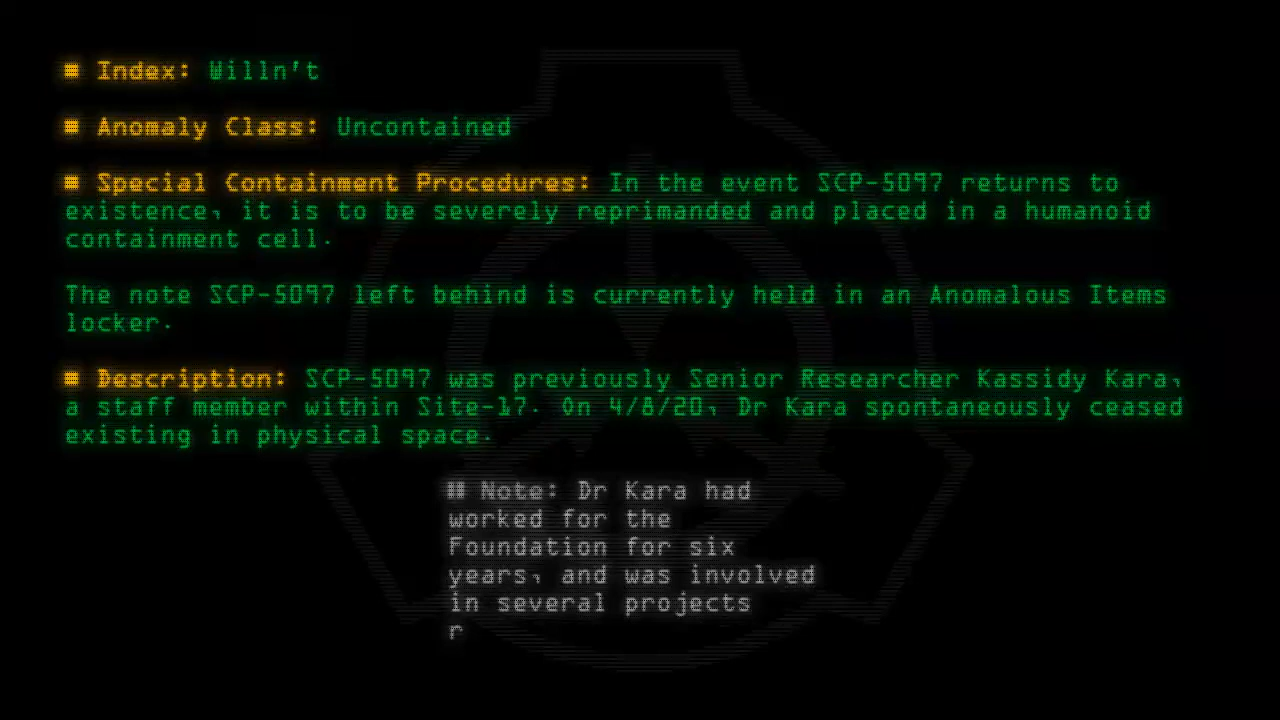 ■ Index: Willn't
■ Anomaly Class: Uncontained
■ Special Containment Procedures: In the event SCP-5097 returns to
existence, it is to be severely reprimanded and placed in a humanoid
containment cell.
The note SCP-5097 left behind is currently held in an Anomalous Items
locker.
■ Description: SCP-5097 was previously Senior Researcher Kassidy Kara,
a staff member within Site-17. On 4/8/20, Dr Kara spontaneously ceased
existing in physical space.
## Note: Dr Kara had
worked for the
Foundation for six
years, and was involved
in several projects
r